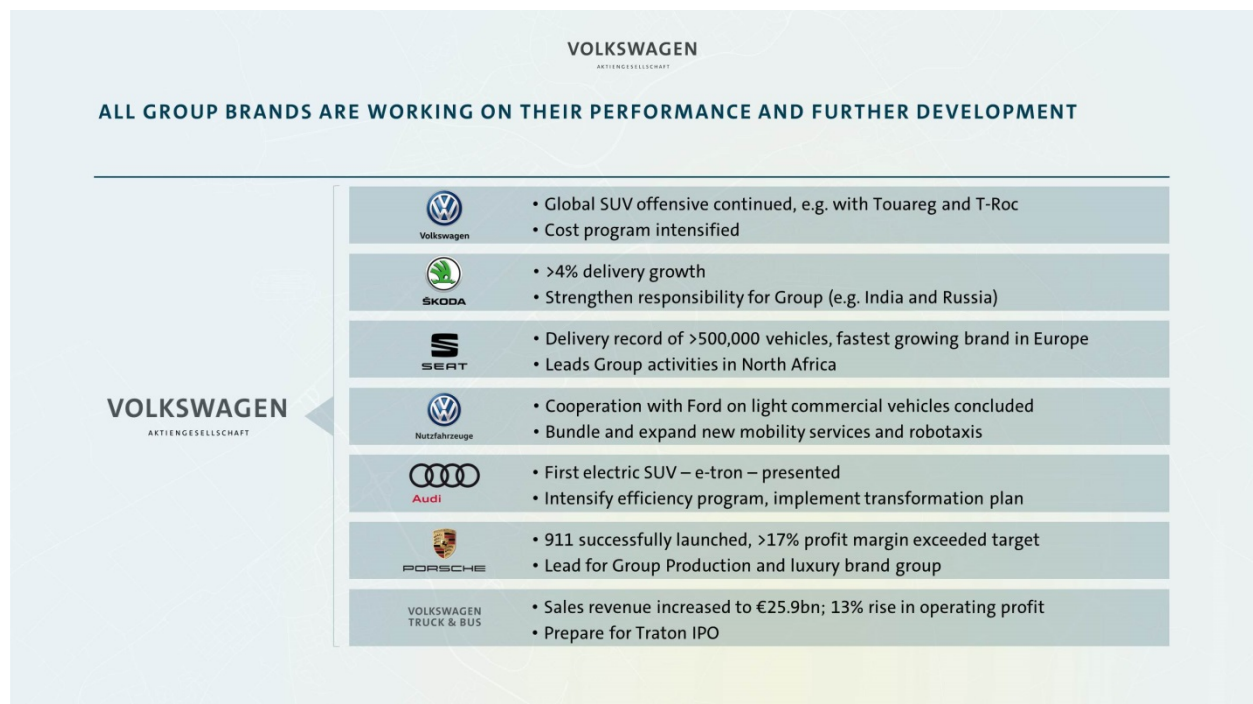 VOLKSWAGEN
AKTIENGESELLSCHAFT
ALL GROUP BRANDS ARE WORKING ON THEIR PERFORMANCE AND FURTHER DEVELOPMENT
VOLKSWAGEN
AKTIENGESELLSCHAFT
Volkswagen
• Global SUV offensive continued, e.g. with Touareg and T-Roc
• Cost program intensified
ŠKODA
• >4% delivery growth
• Strengthen responsibility for Group (e.g. India and Russia)
SEAT
• Delivery record of >500,000 vehicles, fastest growing brand in Europe
• Leads Group activities in North Africa
Nutzfahrzeuge
• Cooperation with Ford on light commercial vehicles concluded
• Bundle and expand new mobility services and robotaxis
Audi
• First electric SUV – e-tron – presented
• Intensify efficiency program, implement transformation plan
PORSCHE
• 911 successfully launched, >17% profit margin exceeded target
• Lead for Group Production and luxury brand group
VOLKSWAGEN
TRUCK & BUS
• Sales revenue increased to €25.9bn; 13% rise in operating profit
• Prepare for Traton IPO